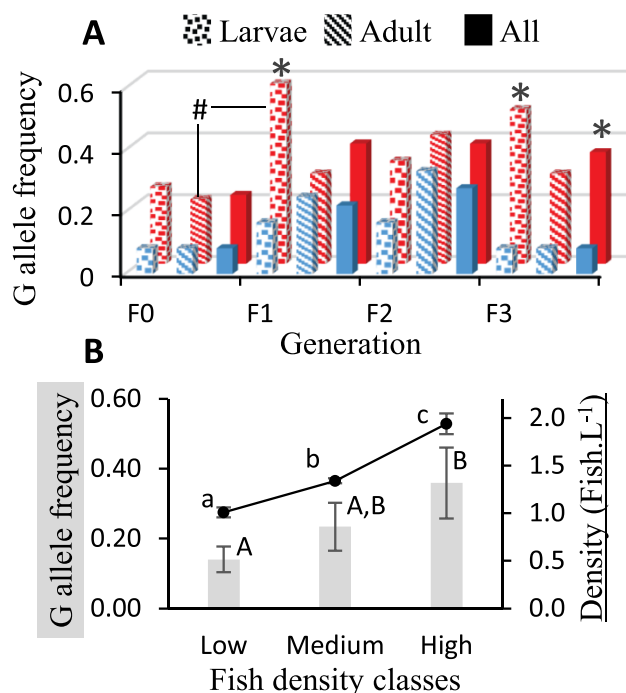 A
Larvae Adult All
G allele frequency
0.6
0.4
0.2
0
#
*
*
*
F0 F1 F2 F3
Generation
B
G allele frequency
0.60
0.40
0.20
0.00
a
b
c
A
A,B
B
2.0
1.5
1.0
0.5
0.0
Density (Fish.L-1)
Low Medium High
Fish density classes